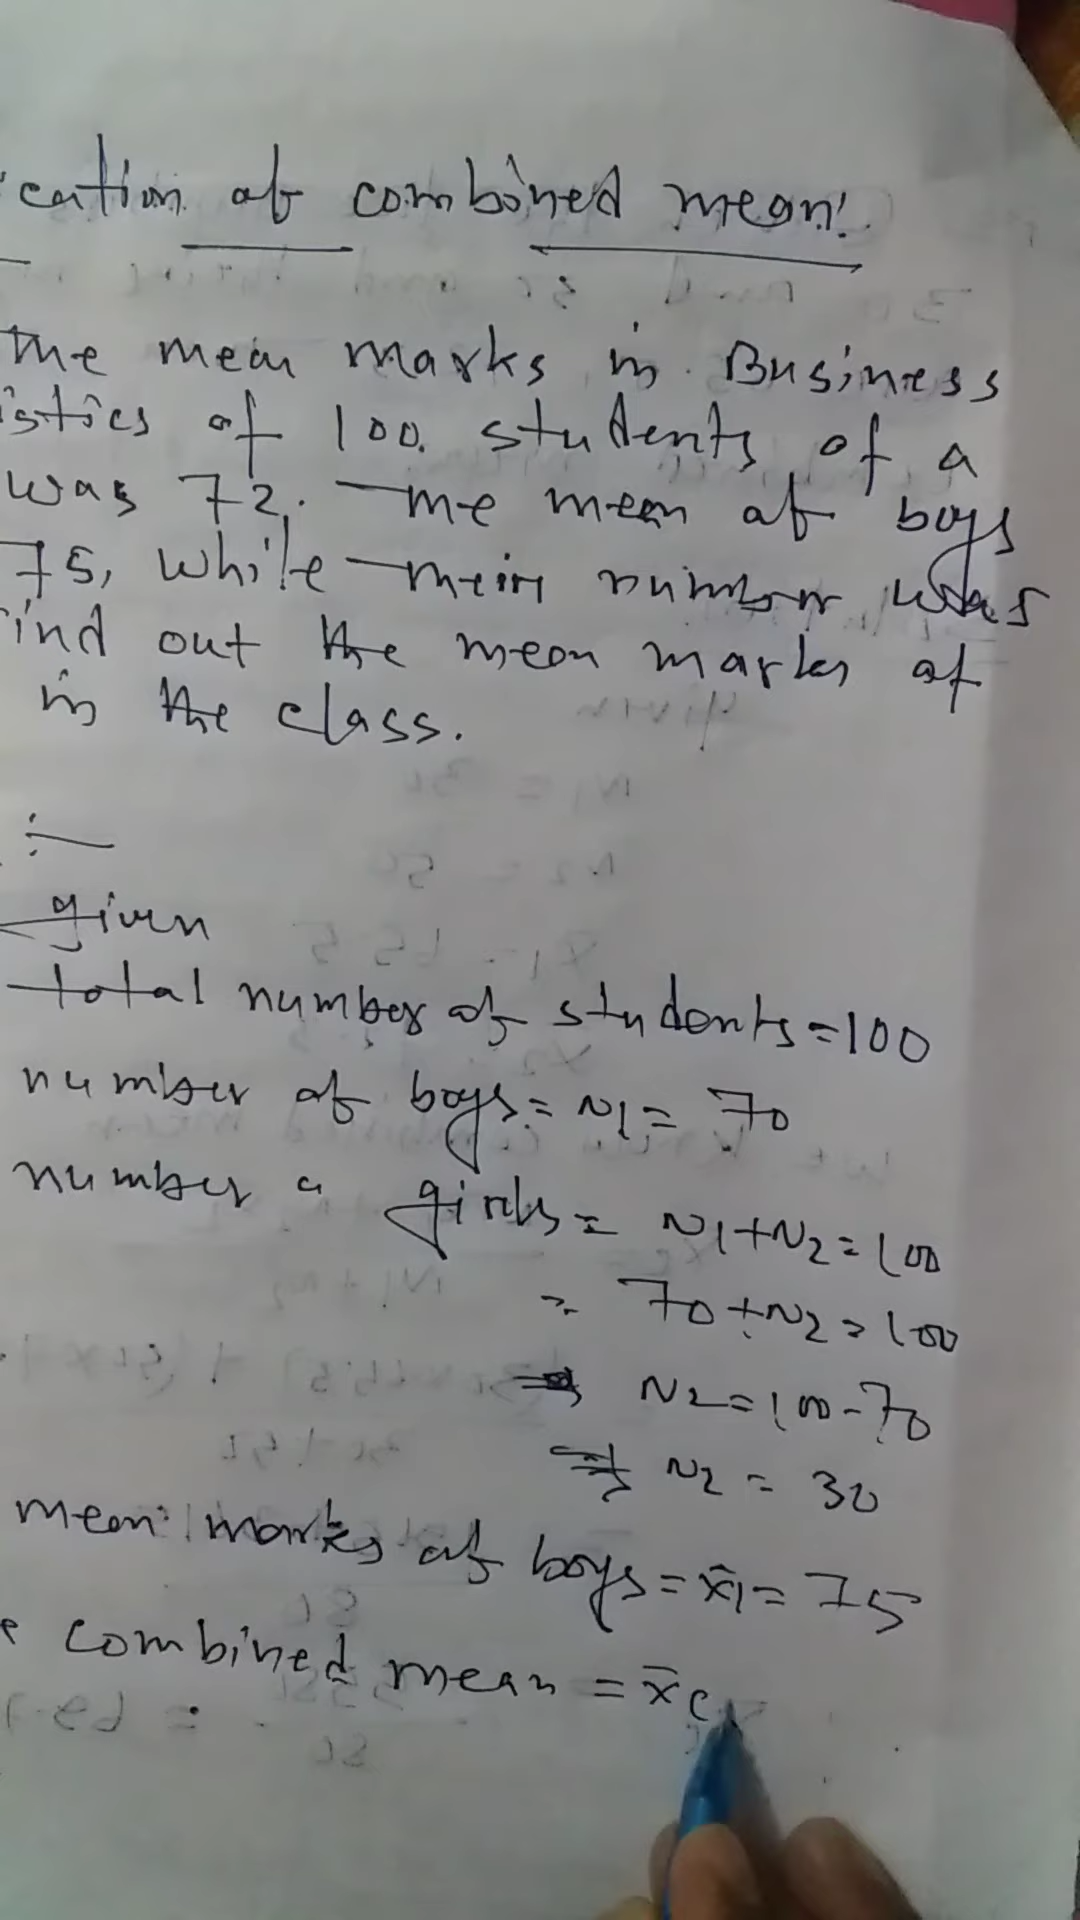 cation of combined mean:
The mean marks in Business
istics of 100 students of a
was 72. The mean of boys
75, while their number was
ind out the mean marks of
in the class.
:-
given
total number of students=100
number of boys= N1= 70
number a girls= N1+N2=100
= 70+N2=100
⇒ N2=100-70
⇒ N2 = 30
mean marks of boys= x̄1= 75
e combined mean = x̄c